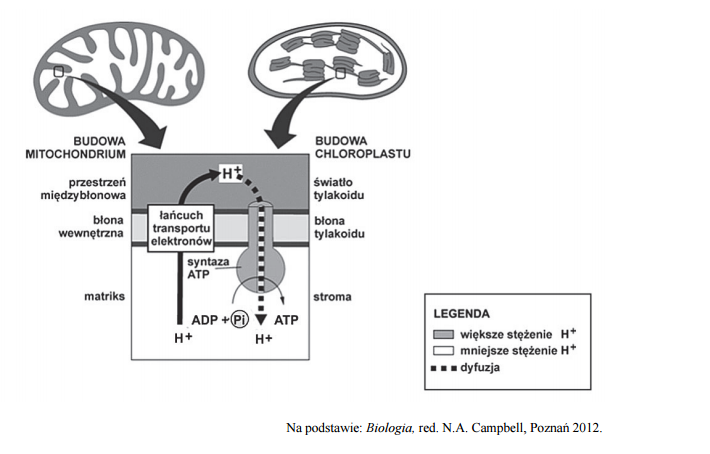 BUDOWA
MITOCHONDRIUM
BUDOWA
CHLOROPLASTU
przestrzeń
międzybłonowa
H+
światło
tylakoidu
błona
wewnętrzna
łańcuch
transportu
elektronów
błona
tylakoidu
syntaza
ATP
matriks
stroma
ADP + Pi
ATP
H+
H+
LEGENDA
większe stężenie H+
mniejsze stężenie H+
dyfuzja
Na podstawie: Biologia, red. N.A. Campbell, Poznań 2012.